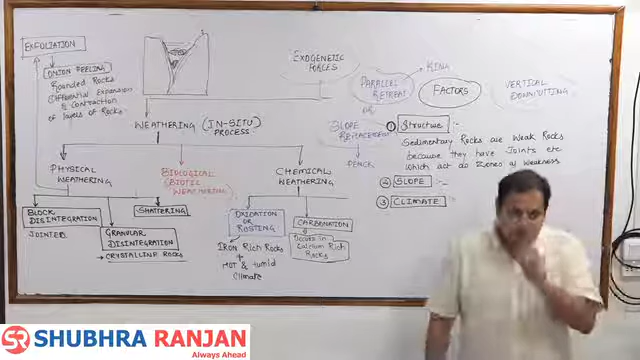 EXFOLIATION
ONION PEELING
ROUNDED ROCKS
DIFFERENTIAL EXPANSION
& CONTRACTION
OF LAYERS OF ROCKS
EXOGENETIC
FORCES
KING
PARALLEL
RETREAT
OR
SLOPE
REPLACEMENT
PENCK
FACTORS
VERTICAL
DOWNCUTTING
WEATHERING (IN-SITU
PROCESS)
PHYSICAL
WEATHERING
BIOLOGICAL
(BIOTIC
WEATHERING)
CHEMICAL
WEATHERING
BLOCK
DISINTEGRATION
JOINTED
GRANULAR
DISINTEGRATION
→ CRYSTALLINE ROCKS
SHATTERING
OXIDATION
OR
ROSTING
IRON RICH ROCKS
+
HOT & HUMID
CLIMATE
CARBONATION
OCCURS IN
CALCIUM RICH
ROCKS
① STRUCTURE :-
SEDIMENTARY ROCKS ARE WEAK ROCKS
BECAUSE THEY HAVE JOINTS ETC
WHICH ACT AS ZONES OF WEAKNESS
② SLOPE :-
③ CLIMATE :-
SR SHUBHRA RANJAN
Always Ahead